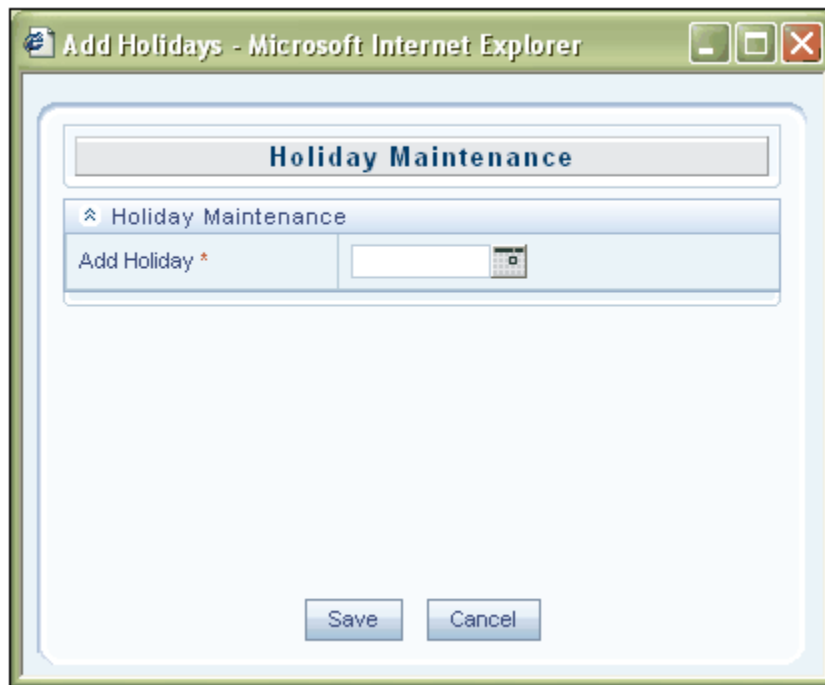 Add Holidays - Microsoft Internet Explorer
Holiday Maintenance
Holiday Maintenance
Add Holiday *
Save Cancel